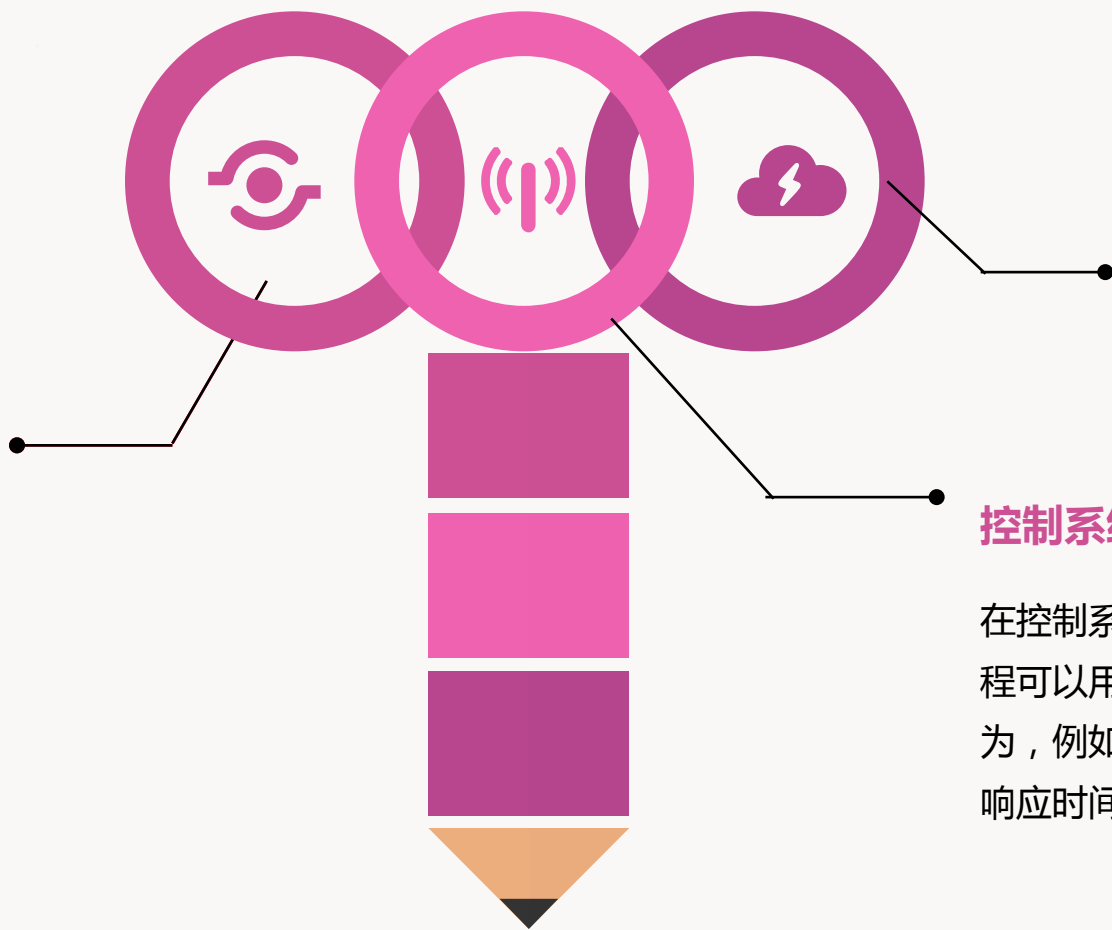 控制系
在控制系
程可以用
为，例如
响应时间